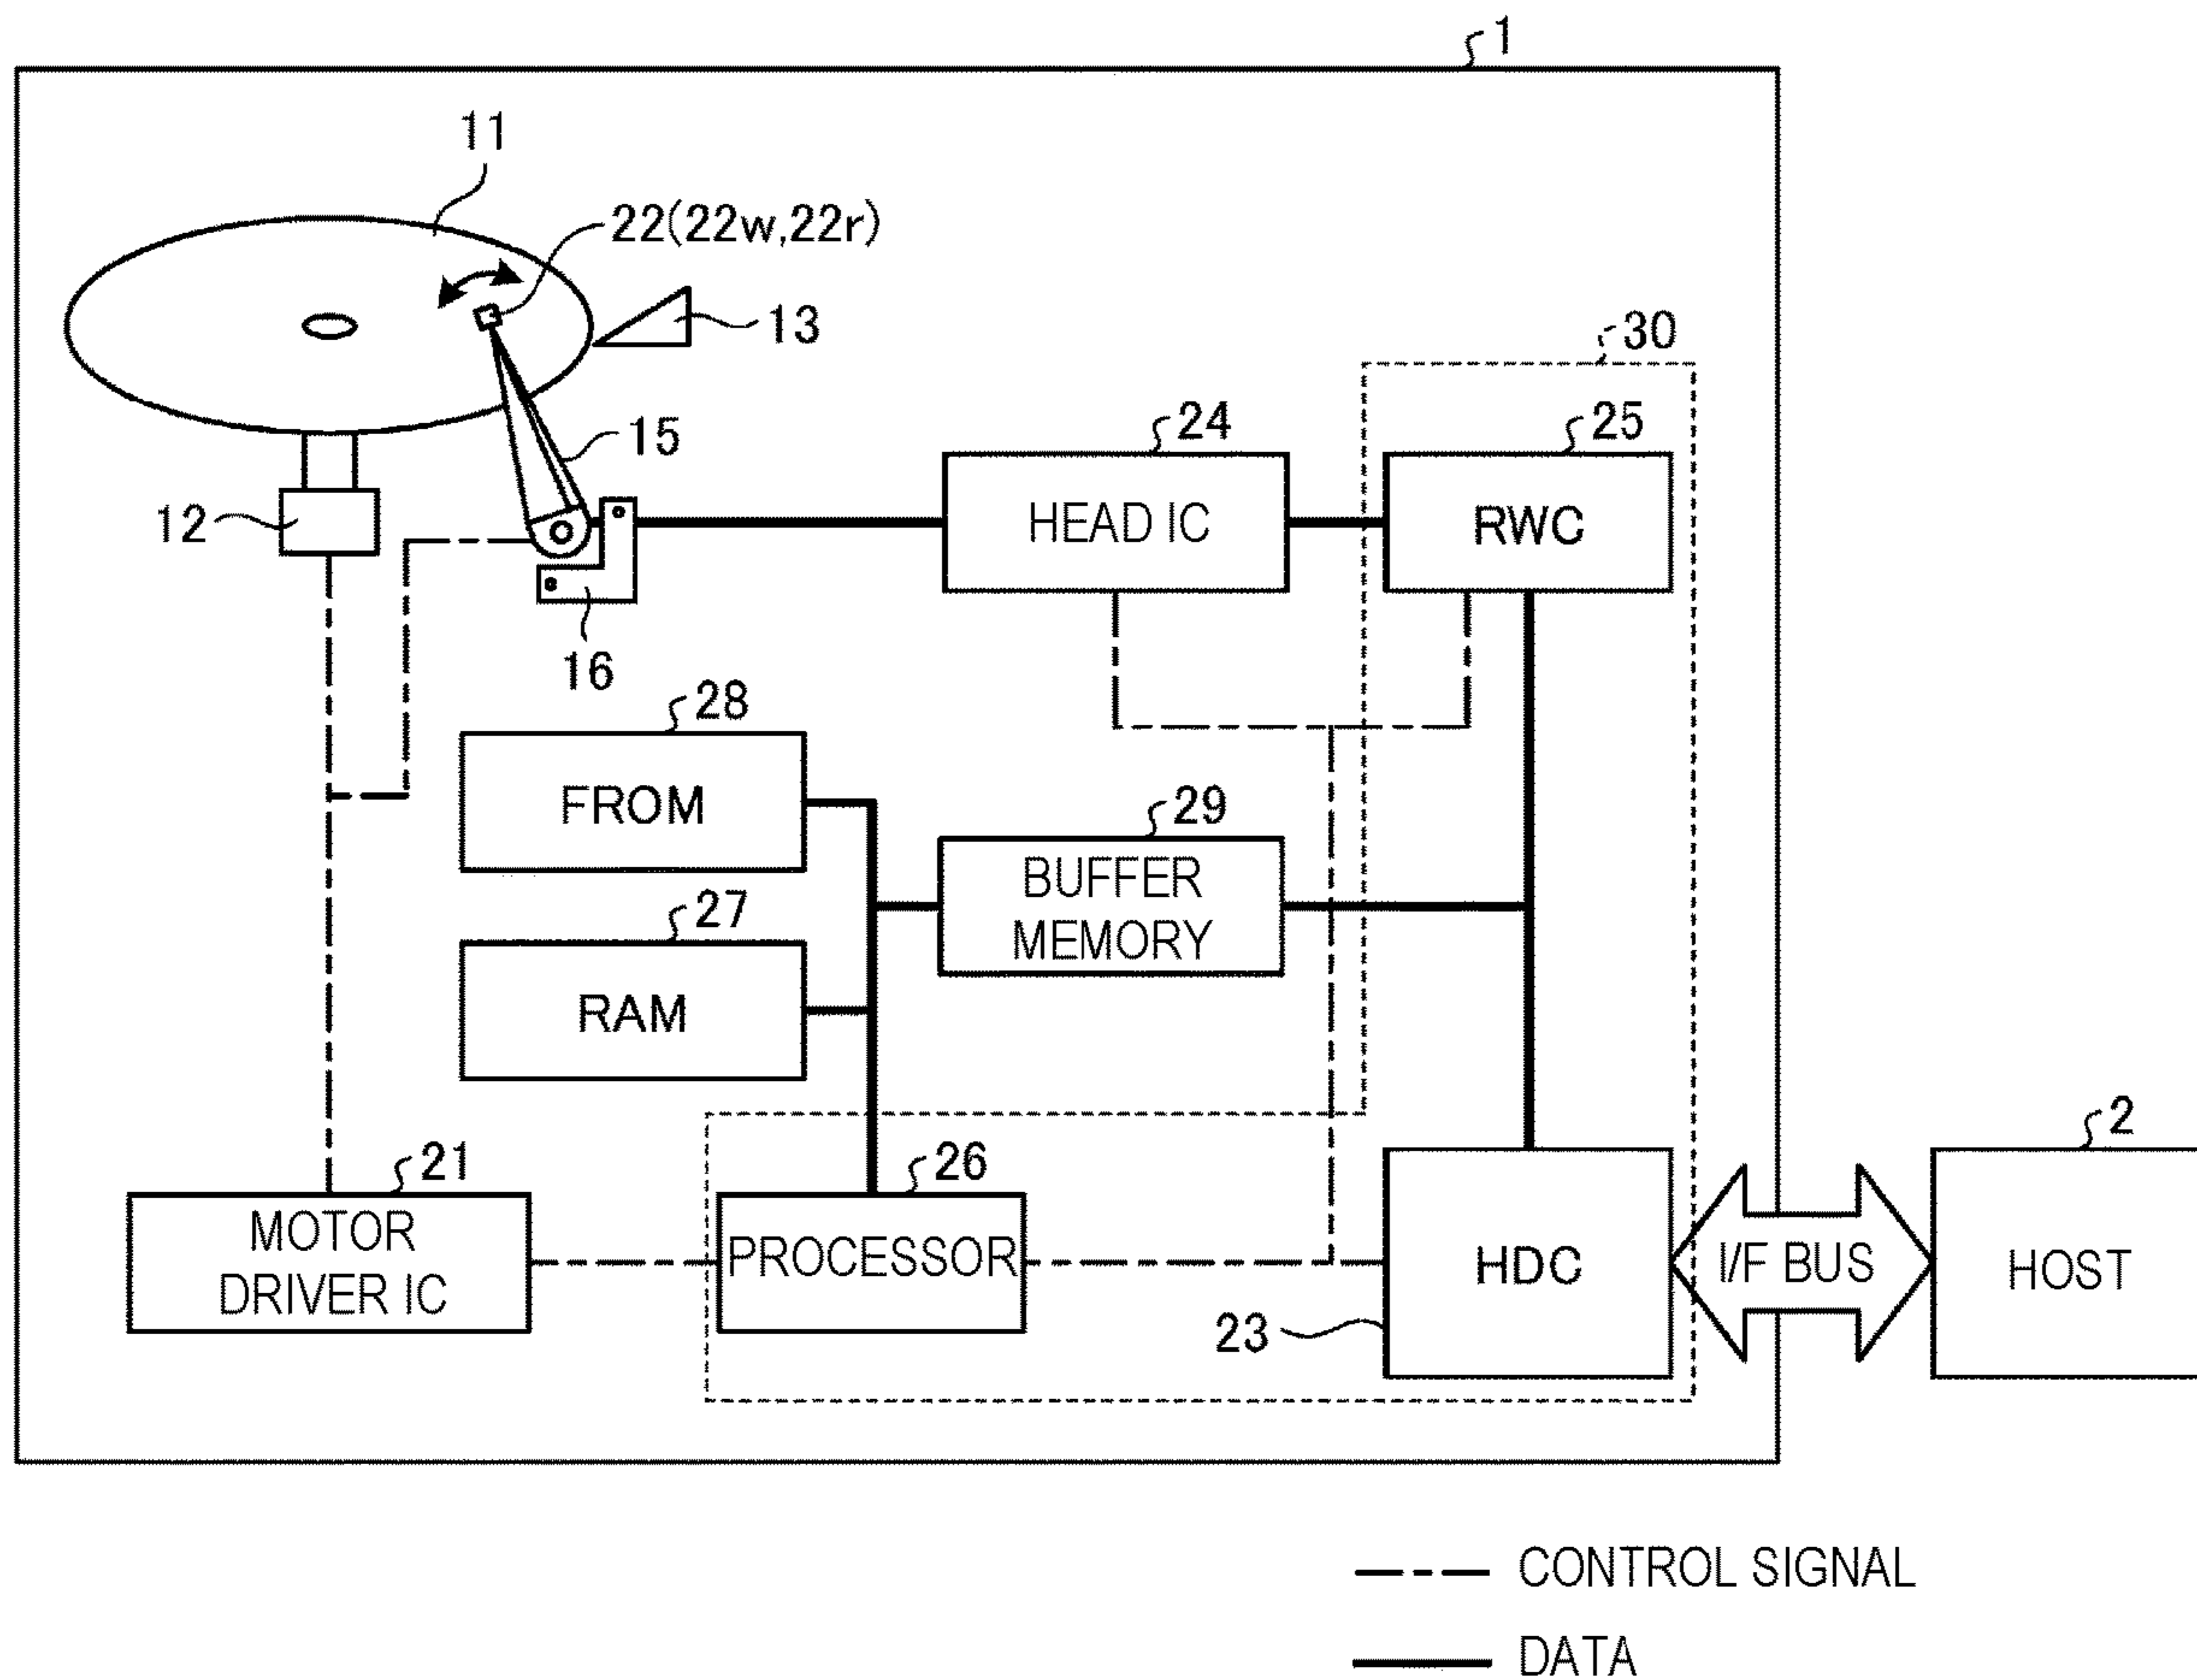 1
11
22(22w,22r)
13
30
15
24
25
12
HEAD IC
RWC
16
28
FROM
29
BUFFER
MEMORY
27
RAM
2
21
26
MOTOR
DRIVER IC
PROCESSOR
HDC
I/F BUS
HOST
23
CONTROL SIGNAL
DATA